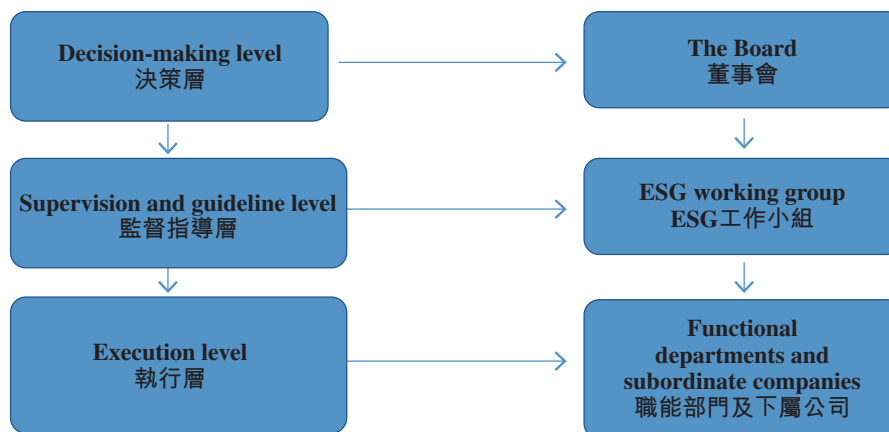 Decision-making level
決策層
The Board
董事會
Supervision and guideline level
監督指導層
ESG working group
ESG工作小組
Execution level
執行層
Functional
departments and
subordinate companies
職能部門及下屬公司